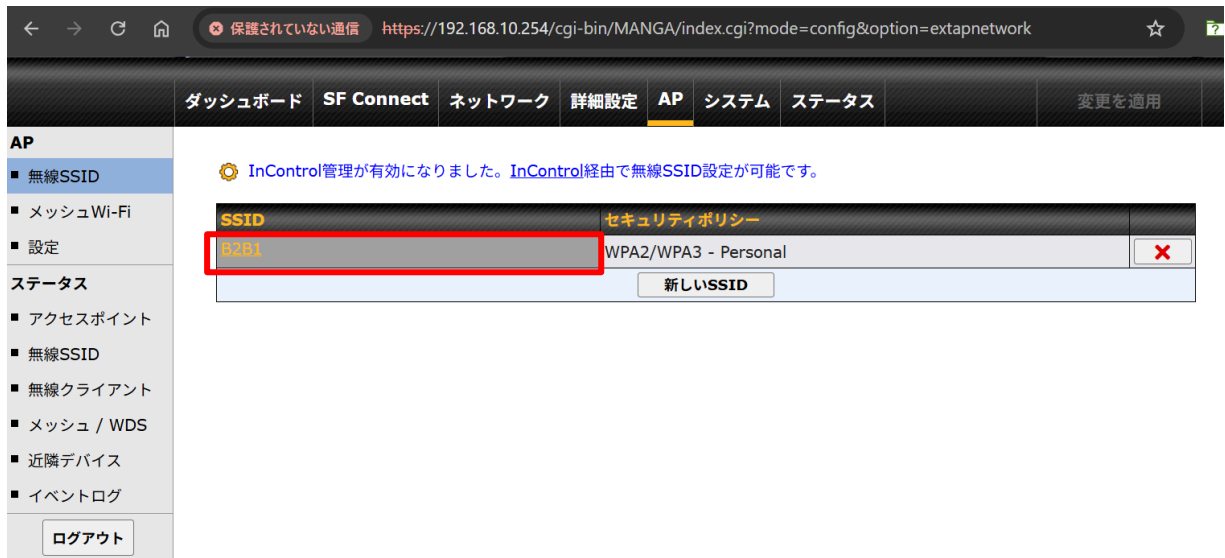 保護されていない通信 https://192.168.10.254/cgi-bin/MANGA/index.cgi?mode=config&option=extapnetwork
ダッシュボード SF Connect ネットワーク 詳細設定 AP システム ステータス 変更を適用
AP
無線SSID
メッシュWi-Fi
設定
ステータス
アクセスポイント
無線SSID
無線クライアント
メッシュ / WDS
近隣デバイス
イベントログ
ログアウト
InControl管理が有効になりました。InControl経由で無線SSID設定が可能です。
SSID セキュリティポリシー
B2B1 WPA2/WPA3 - Personal
新しいSSID